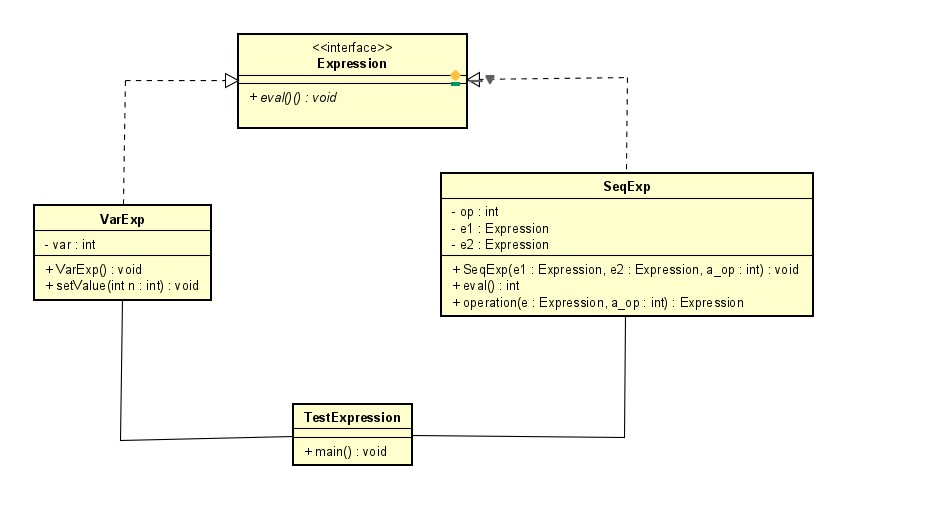 <<interface>>
Expression
+ eval()() : void
VarExp
- var : int
+ VarExp() : void
+ setValue(int n : int) : void
SeqExp
- op : int
- e1 : Expression
- e2 : Expression
+ SeqExp(e1 : Expression, e2 : Expression, a_op : int) : void
+ eval() : int
+ operation(e : Expression, a_op : int) : Expression
TestExpression
+ main() : void